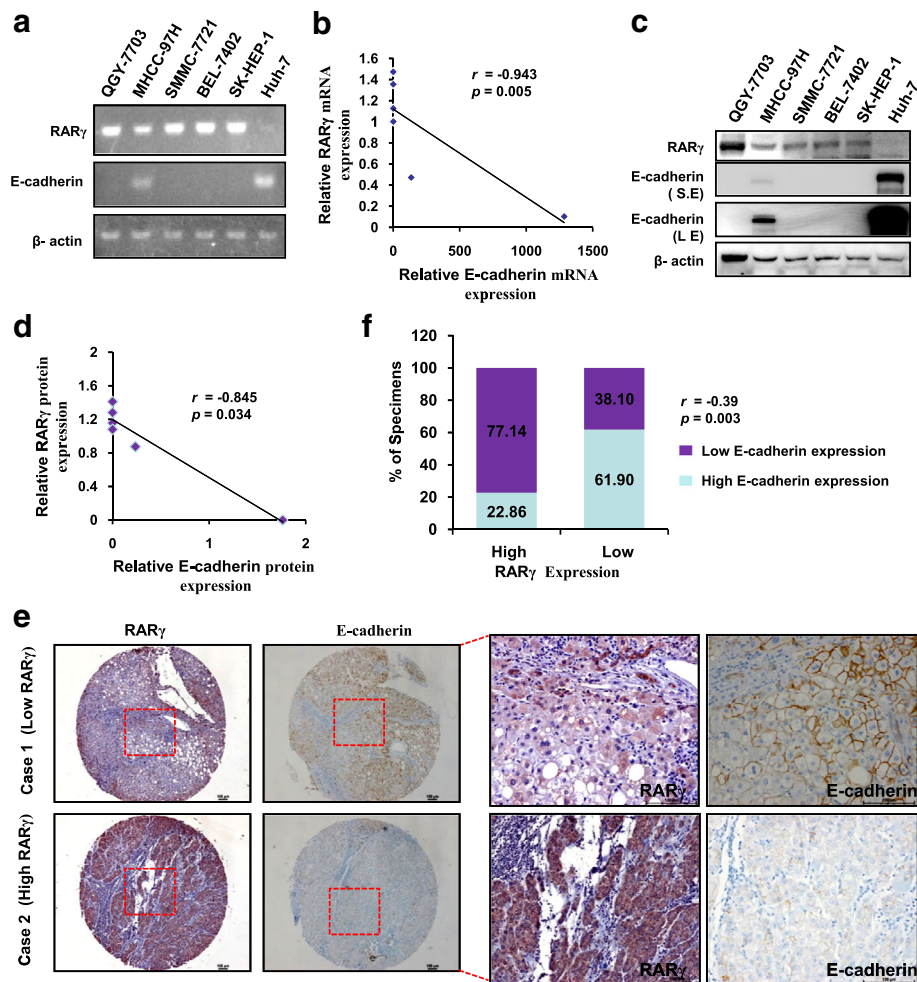 a
QGY-7703
MHCC-97H
SMMC-7721
BEL-7402
SK-HEP-1
Huh-7
RARγ
E-cadherin
β- actin
b
Relative RARγ mRNA
expression
1.6
1.4
1.2
1
0.8
0.6
0.4
0.2
0
r = -0.943
p = 0.005
0
500
1000
1500
Relative E-cadherin mRNA
expression
c
QGY-7703
MHCC-97H
SMMC-7721
BEL-7402
SK-HEP-1
Huh-7
RARγ
E-cadherin
( S.E)
E-cadherin
(L E)
β- actin
d
Relative RARγ protein
expression
2
1.6
1.2
0.8
0.4
0
r = -0.845
p = 0.034
0
1
2
Relative E-cadherin protein
expression
f
% of Specimens
120
100
80
60
40
20
0
77.14
22.86
38.10
61.90
High
Low
RARγ Expression
r = -0.39
p = 0.003
Low E-cadherin expression
High E-cadherin expression
e
RARγ
E-cadherin
Case 1 (Low RARγ)
RARγ
E-cadherin
Case 2 (High RARγ)
RARγ
E-cadherin